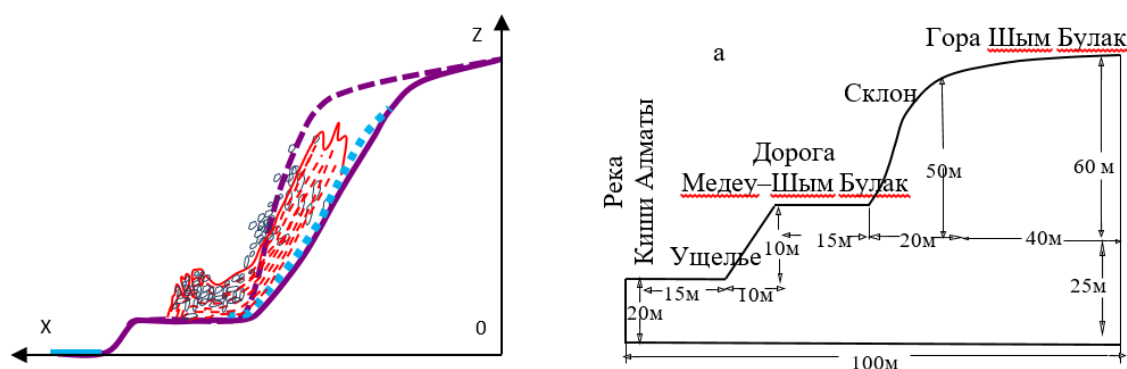 Z
X
0
а
Гора Шым Булак
Склон
Река
Киши Алматы
Дорога
Медеу–Шым Булак
50м
60 м
Ущелье
10м
15м
20м
40м
15м
10м
25м
20м
100м